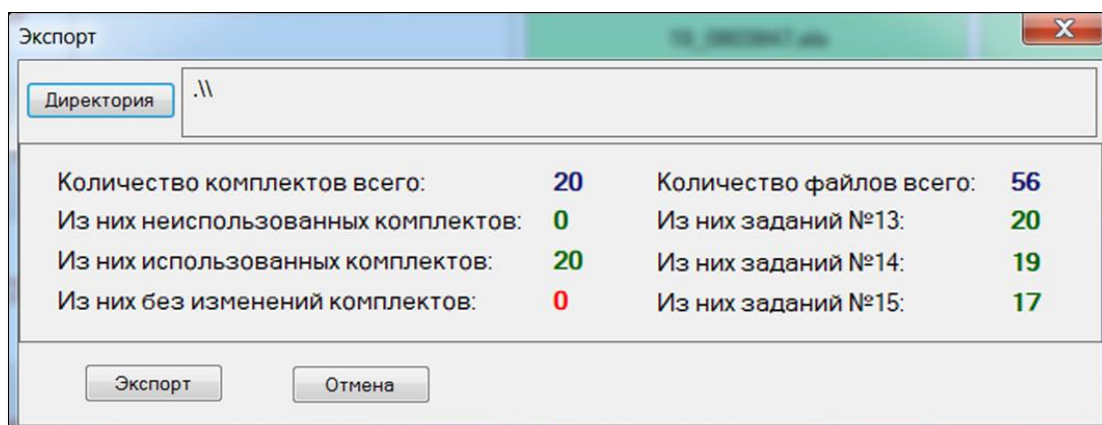 Экспорт
Директория
.\\
Количество комплектов всего: 20
Из них неиспользованных комплектов: 0
Из них использованных комплектов: 20
Из них без изменений комплектов: 0
Количество файлов всего: 56
Из них заданий №13: 20
Из них заданий №14: 19
Из них заданий №15: 17
Экспорт
Отмена